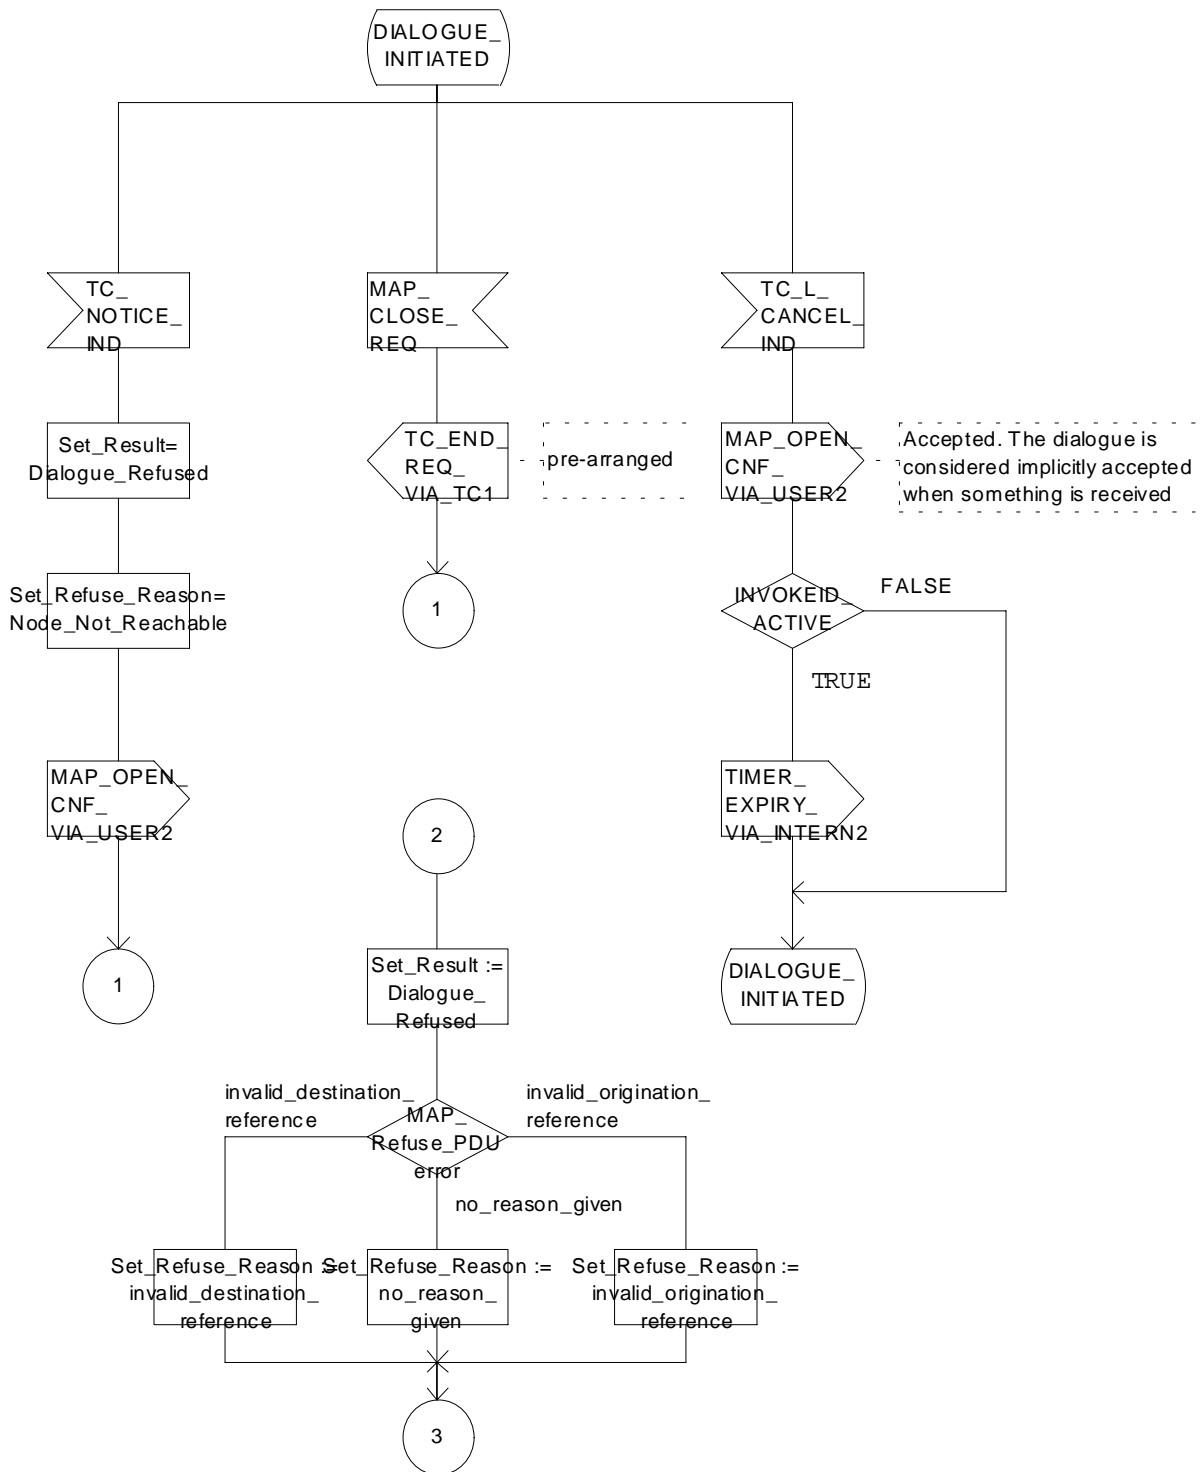 DIALOGUE_
INITIATED
TC_
NOTICE_
IND
MAP_
CLOSE_
REQ
TC_L_
CANCEL_
IND
Set_Result=
Dialogue_Refused
TC_END_
REQ_
VIA_TC1
pre-arranged
MAP_OPEN_
CNF_
VIA_USER2
Accepted. The dialogue is
considered implicitly accepted
when something is received
Set_Refuse_Reason=
Node_Not_Reachable
1
INVOKEID_
ACTIVE
FALSE
TRUE
MAP_OPEN_
CNF_
VIA_USER2
2
TIMER_
EXPIRY_
VIA_INTERN2
1
Set_Result :=
Dialogue_
Refused
DIALOGUE_
INITIATED
invalid_destination_
reference
MAP_
Refuse_PDU
error
invalid_origination_
reference
no_reason_given
Set_Refuse_Reason :=
invalid_destination_
reference
Set_Refuse_Reason :=
no_reason_
given
Set_Refuse_Reason :=
invalid_origination_
reference
3